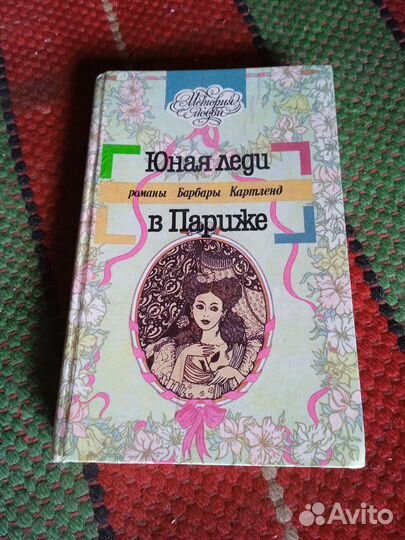 История
Любви
Юная леди
романы Барбары Картленд
в Париже
Avito